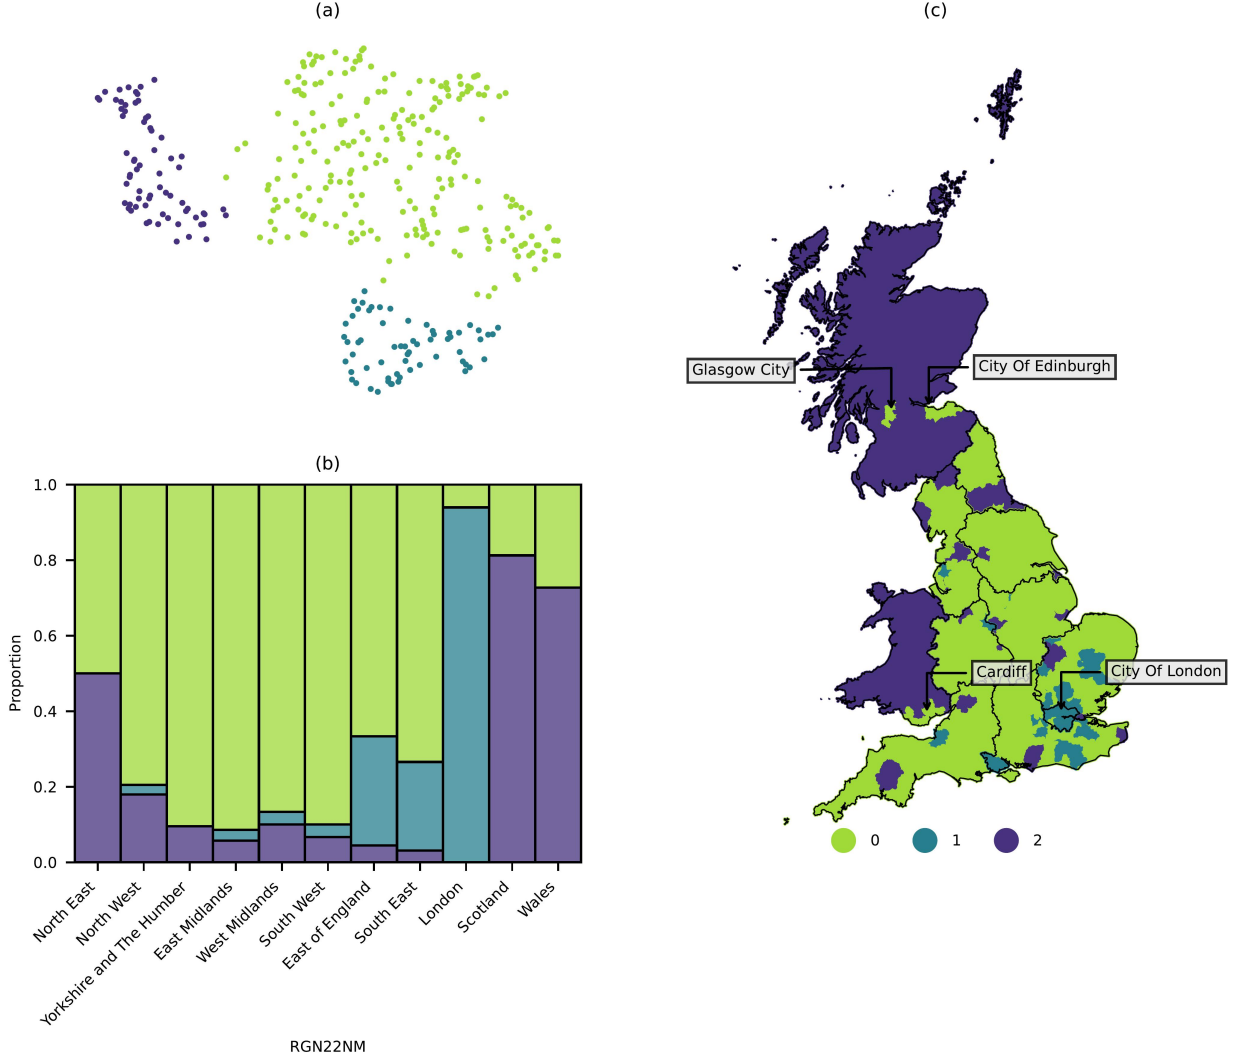 (a)
(b)
1.0
0.8
0.6
0.4
0.2
0.0
Proportion
North East
North West
Yorkshire and The Humber
East Midlands
West Midlands
South West
East of England
South East
London
Scotland
Wales
RGN22NM
(c)
Glasgow City
City Of Edinburgh
Cardiff
City Of London
0
1
2